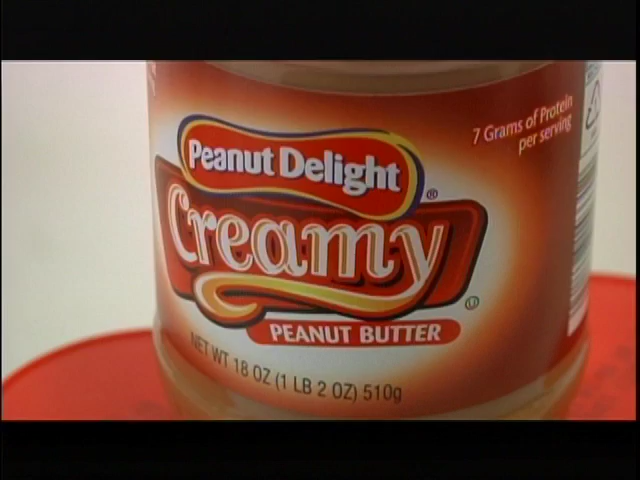 7 Grams of Protein
per serving
Peanut Delight®
Creamy
PEANUT BUTTER
NET WT 18 OZ (1 LB 2 OZ) 510g